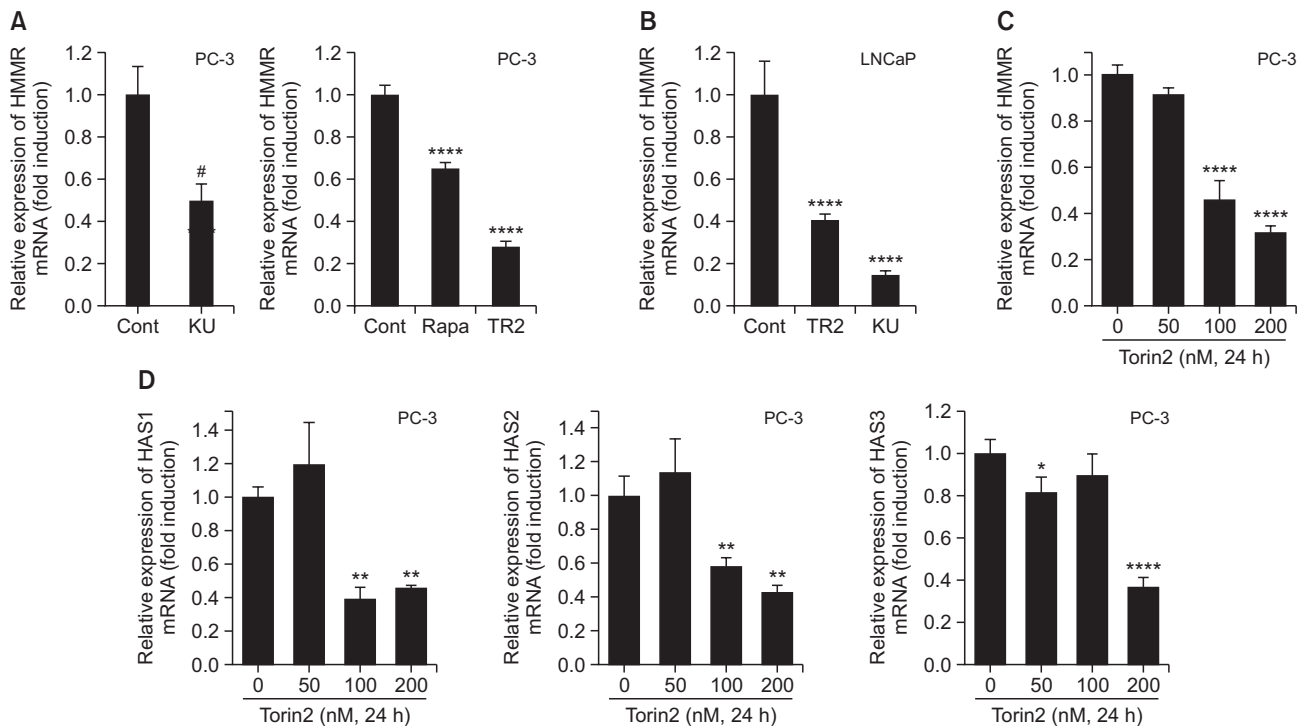 A
Relative expression of HMMR
mRNA (fold induction)
PC-3
1.2
1.0
0.8
0.6
0.4
0.2
0.0
#
Cont KU
Relative expression of HMMR
mRNA (fold induction)
PC-3
1.2
1.0
0.8
0.6
0.4
0.2
0.0
****
****
Cont Rapa TR2
B
Relative expression of HMMR
mRNA (fold induction)
LNCaP
1.2
1.0
0.8
0.6
0.4
0.2
0.0
****
****
Cont TR2 KU
C
Relative expression of HMMR
mRNA (fold induction)
PC-3
1.2
1.0
0.8
0.6
0.4
0.2
0.0
****
****
0 50 100 200
Torin2 (nM, 24 h)
D
Relative expression of HAS1
mRNA (fold induction)
PC-3
1.4
1.2
1.0
0.8
0.6
0.4
0.2
0.0
**
**
0 50 100 200
Torin2 (nM, 24 h)
Relative expression of HAS2
mRNA (fold induction)
PC-3
1.4
1.2
1.0
0.8
0.6
0.4
0.2
0.0
**
**
0 50 100 200
Torin2 (nM, 24 h)
Relative expression of HAS3
mRNA (fold induction)
PC-3
1.2
1.0
0.8
0.6
0.4
0.2
0.0
*
****
0 50 100 200
Torin2 (nM, 24 h)